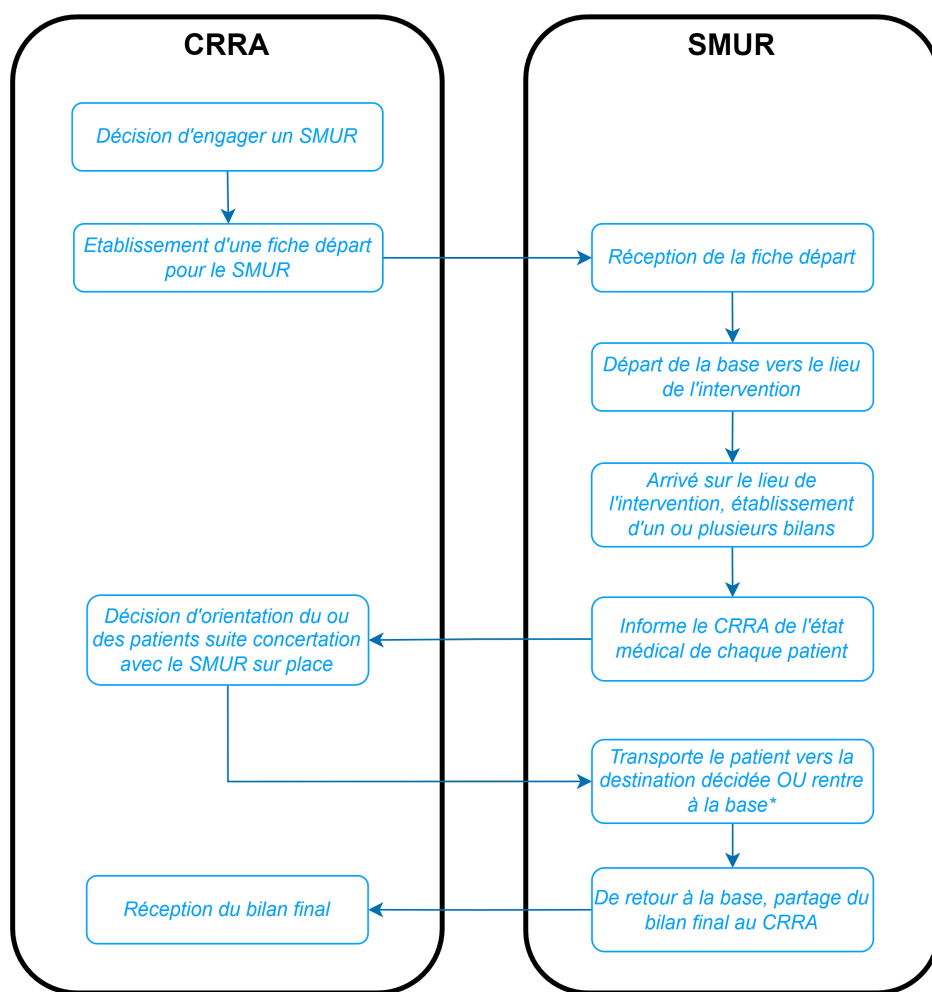 CRRA
SMUR
Décision d'engager un SMUR
Etablissement d'une fiche départ
pour le SMUR
Réception de la fiche départ
Départ de la base vers le lieu
de l'intervention
Arrivé sur le lieu de
l'intervention, établissement
d'un ou plusieurs bilans
Informe le CRRA de l'état
médical de chaque patient
Décision d'orientation du ou
des patients suite concertation
avec le SMUR sur place
Transporte le patient vers la
destination décidée OU rentre
à la base*
De retour à la base, partage du
bilan final au CRRA
Réception du bilan final